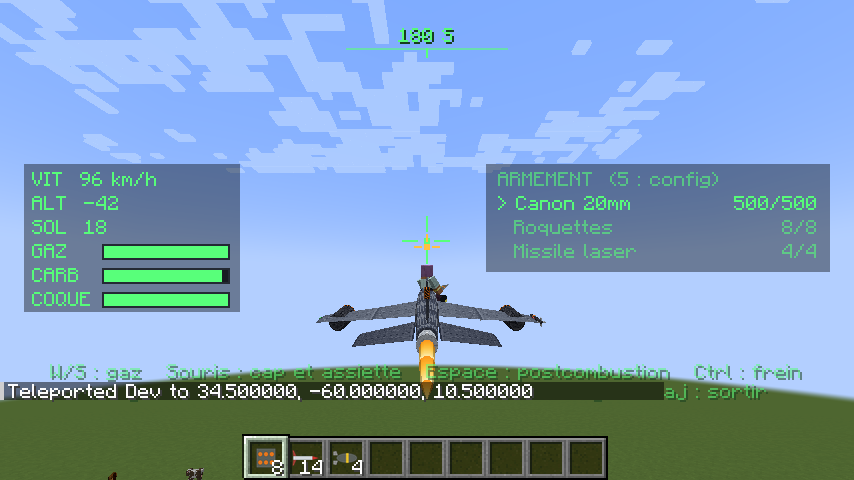 180 S
VIT 96 km/h
ALT -42
SOL 18
GAZ
CARB
COQUE
ARMEMENT (5 : config)
> Canon 20mm 500/500
Roquettes 8/8
Missile laser 4/4
W/S : gaz Souris : cap et assiette Espace : postcombustion Ctrl : frein
Teleported Dev to 34.500000, -60.000000, 10.500000
aj : sortir
8 14 4